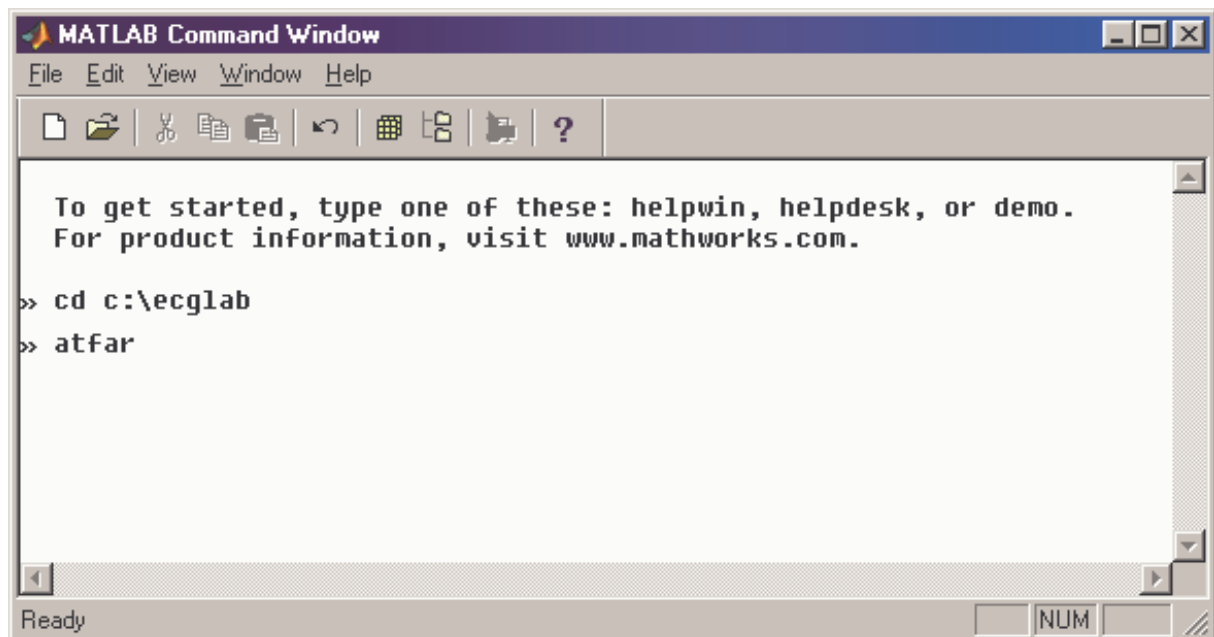 MATLAB Command Window
File Edit View Window Help
?
To get started, type one of these: helpwin, helpdesk, or demo.
For product information, visit www.mathworks.com.
» cd c:\ecglab
» atfar
Ready NUM